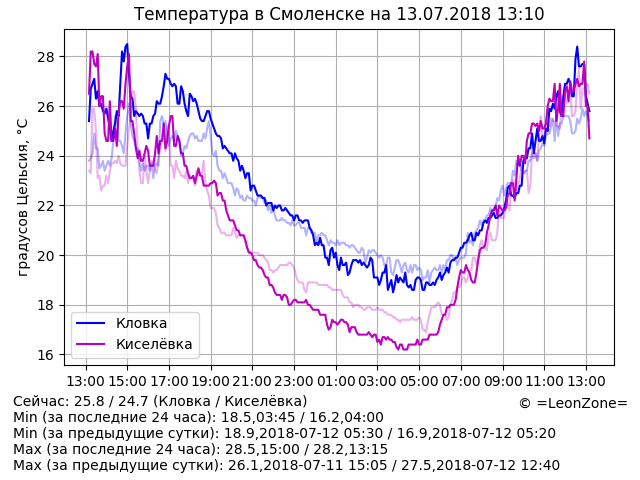 Температура в Смоленске на 13.07.2018 13:10
градусов Цельсия, °C
28
26
24
22
20
18
16
Кловка
Киселёвка
13:00 15:00 17:00 19:00 21:00 23:00 01:00 03:00 05:00 07:00 09:00 11:00 13:00
Сейчас: 25.8 / 24.7 (Кловка / Киселёвка)
© =LeonZone=
Min (за последние 24 часа): 18.5,03:45 / 16.2,04:00
Min (за предыдущие сутки): 18.9,2018-07-12 05:30 / 16.9,2018-07-12 05:20
Max (за последние 24 часа): 28.5,15:00 / 28.2,13:15
Max (за предыдущие сутки): 26.1,2018-07-11 15:05 / 27.5,2018-07-12 12:40